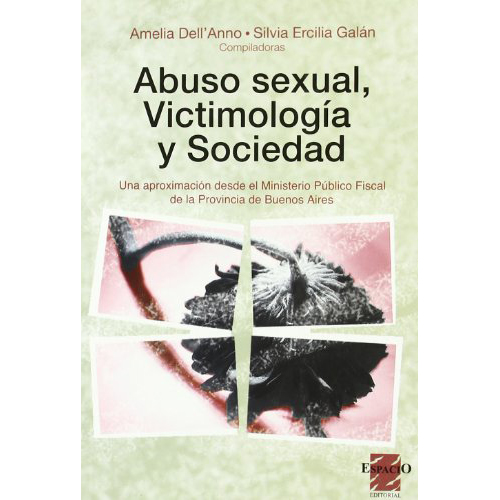 Amelia Dell'Anno • Silvia Ercilia Galán
Compiladoras
Abuso sexual,
Victimología
y Sociedad
Una aproximación desde el Ministerio Público Fiscal
de la Provincia de Buenos Aires
ESPACIO
EDITORIAL